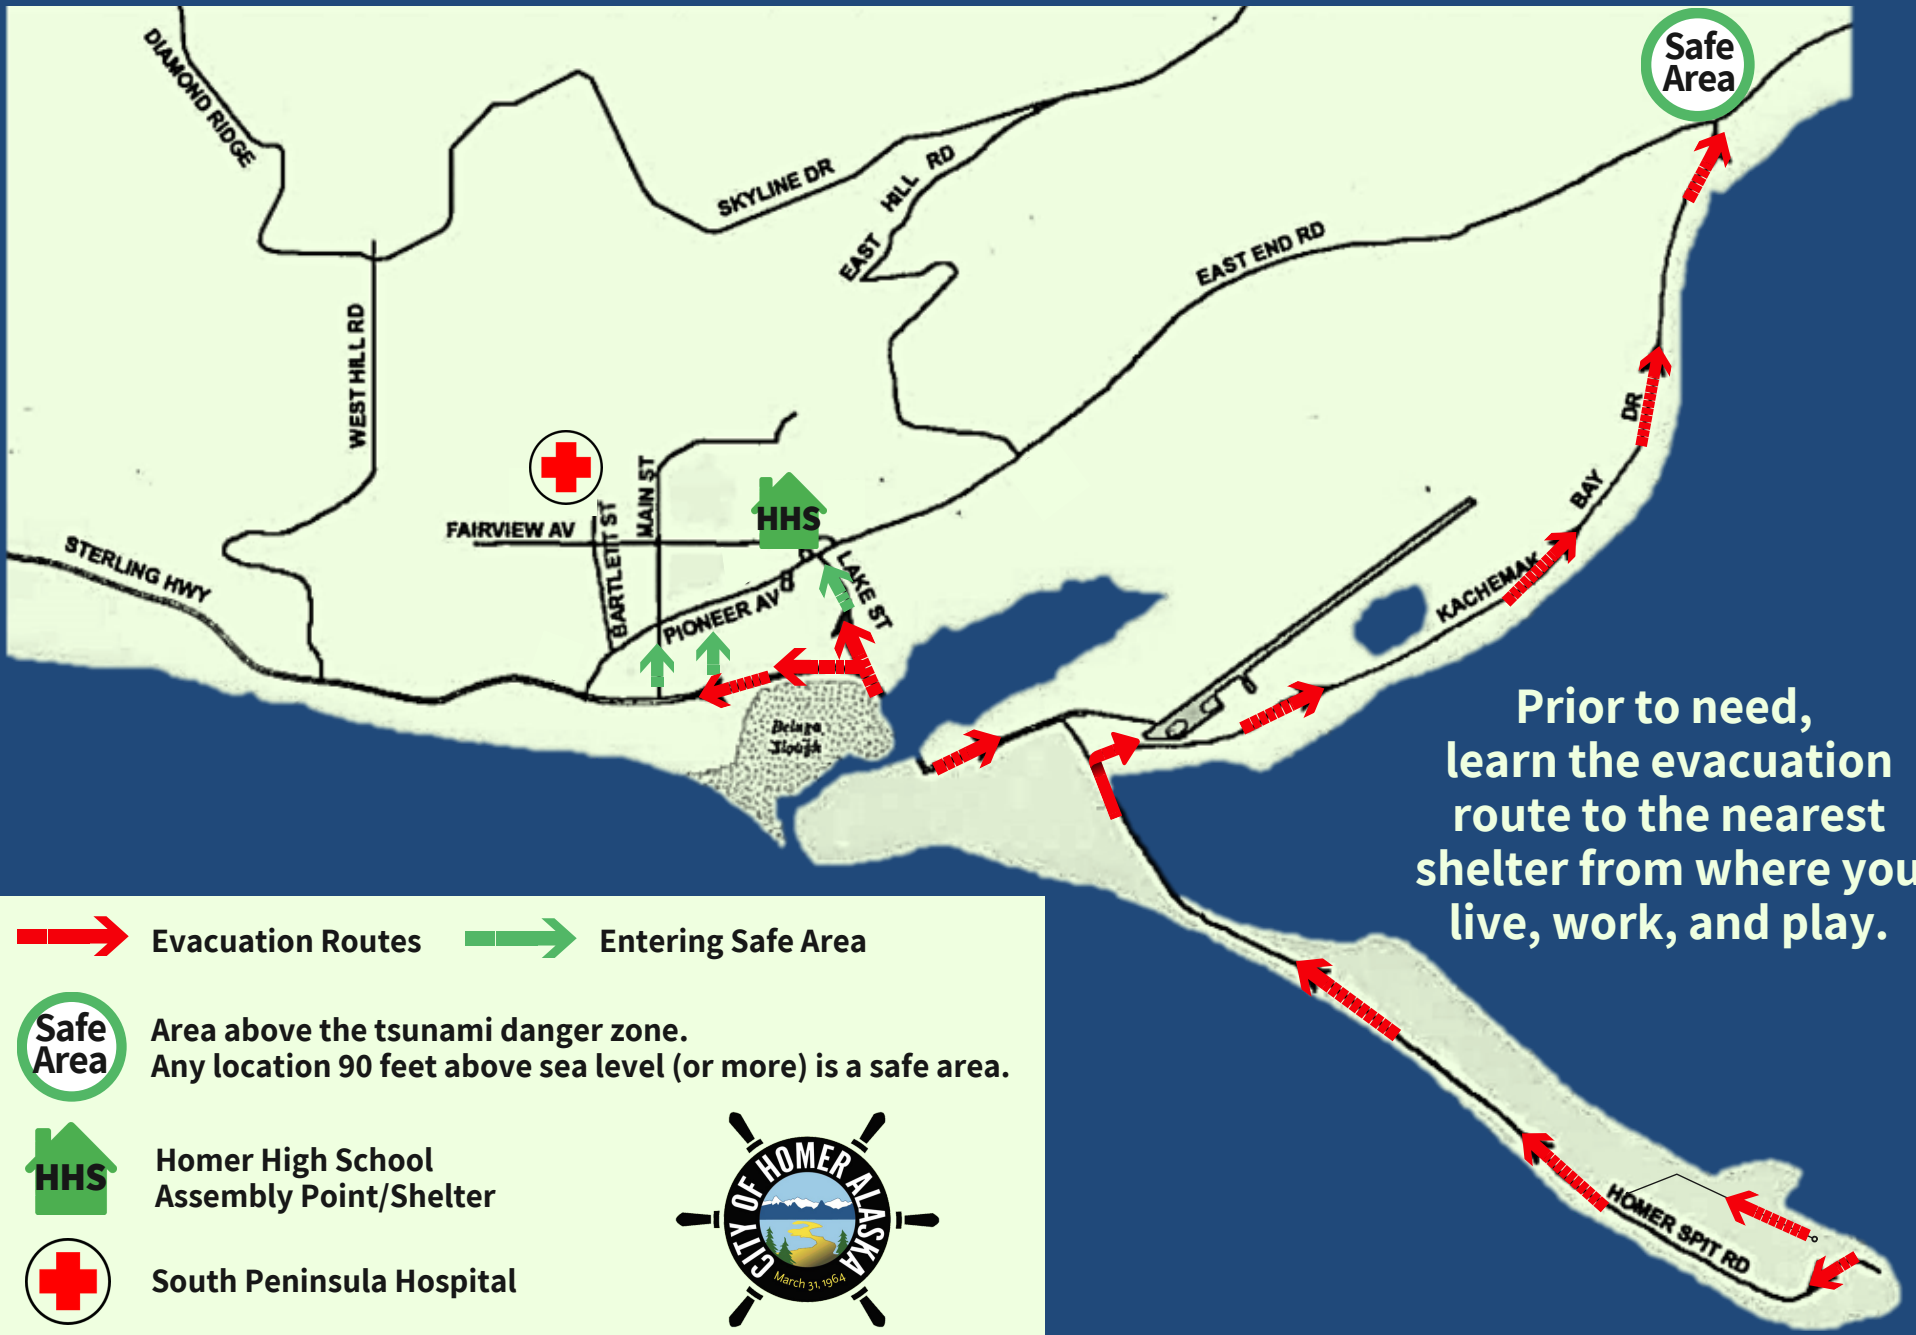 Safe
Area
DIAMOND RIDGE
SKYLINE DR
EAST HILL RD
EAST END RD
WEST HILL RD
FAIRVIEW AV
BARTLETT ST
MAIN ST
HHS
STERLING HWY
PIONEER AV
LAKE ST
KACHEMAK BAY DR
Beluga
Slough
Prior to need,
learn the evacuation
route to the nearest
shelter from where you
live, work, and play.
HOMER SPIT RD
Evacuation Routes
Entering Safe Area
Safe
Area
Area above the tsunami danger zone.
Any location 90 feet above sea level (or more) is a safe area.
HHS
Homer High School
Assembly Point/Shelter
South Peninsula Hospital
CITY OF HOMER ALASKA
March 31, 1964